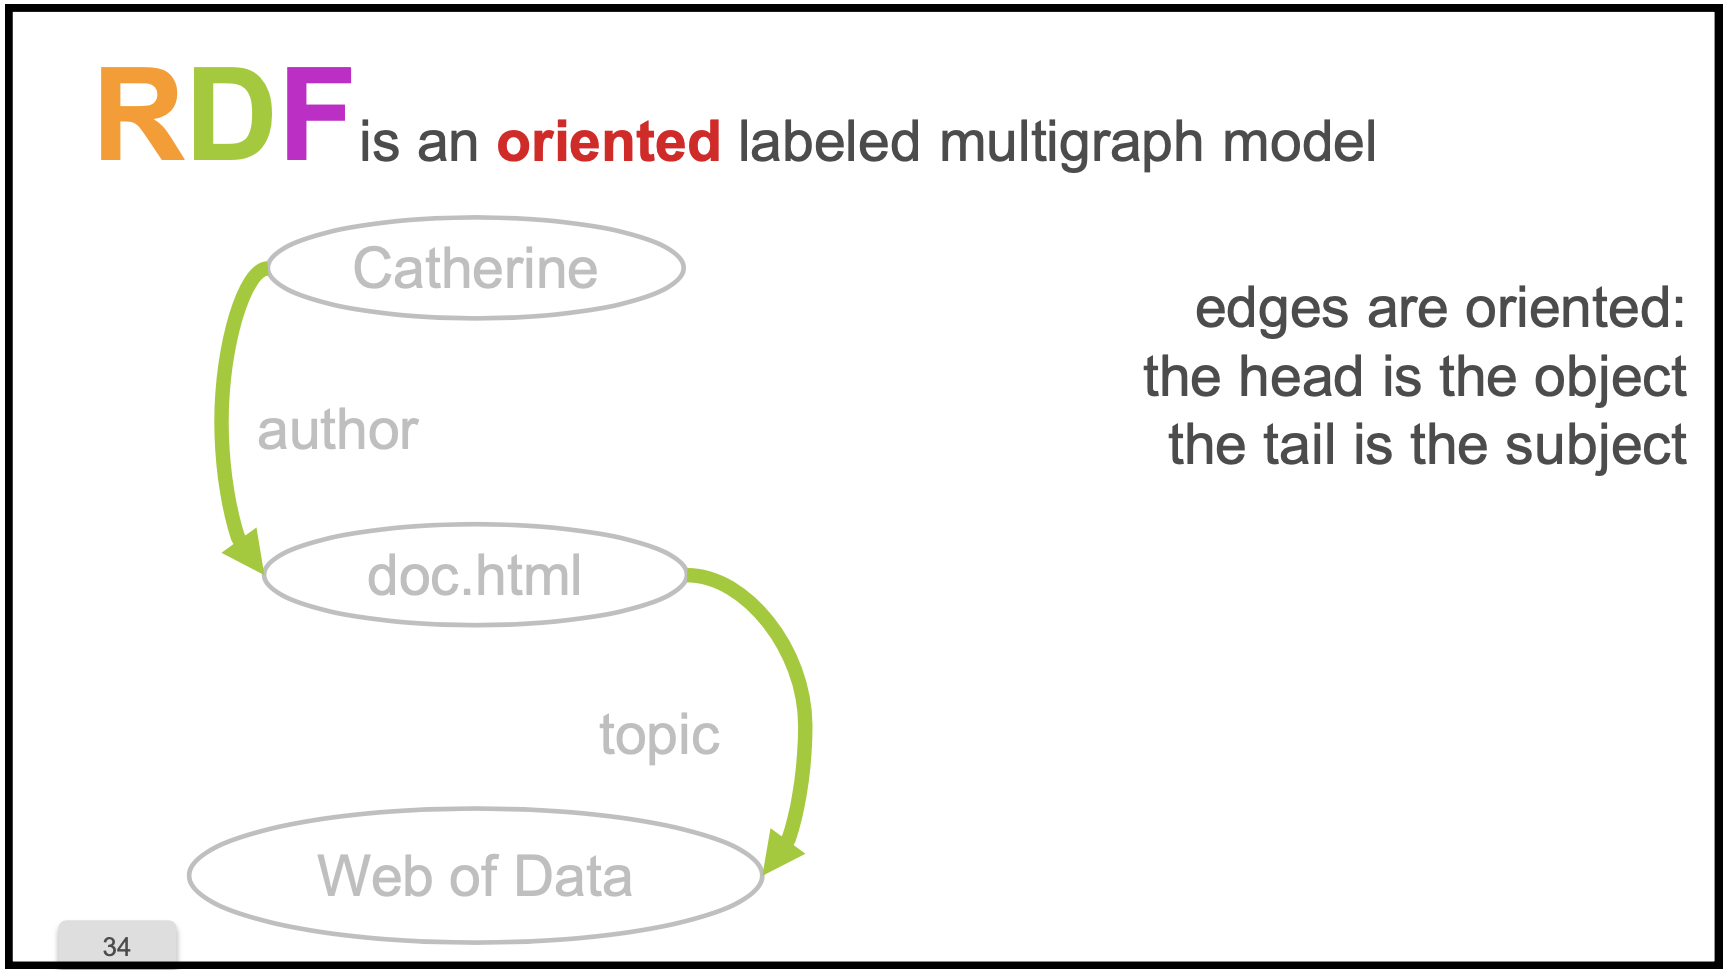 RDF is an oriented labeled multigraph model
Catherine
edges are oriented:
the head is the object
the tail is the subject
author
doc.html
topic
Web of Data
34